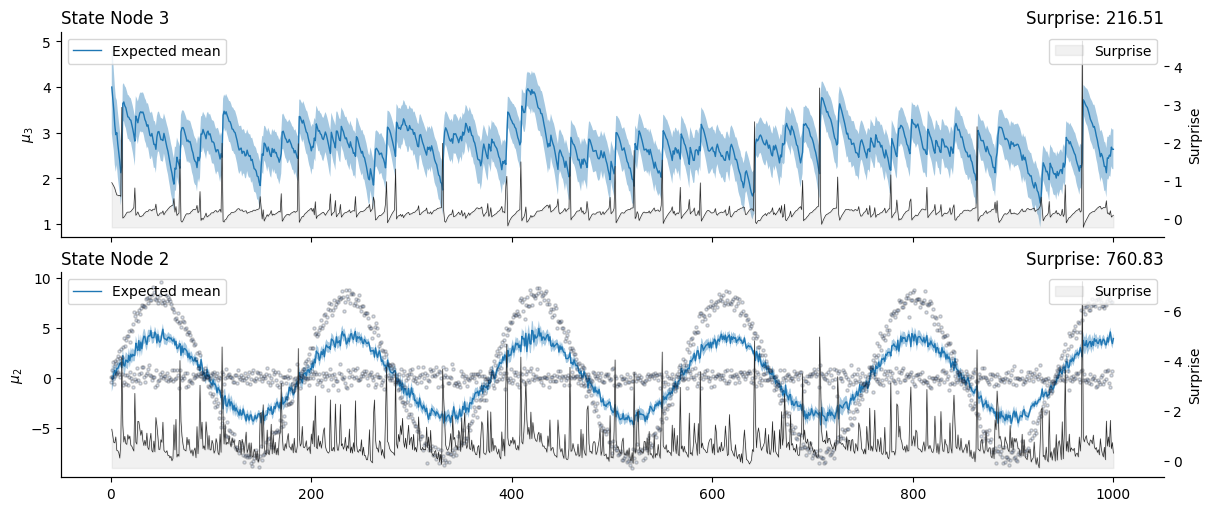 State Node 3
Surprise: 216.51
Expected mean
Surprise
5
4
3
2
1
μ3
4
3
2
1
0
Surprise
State Node 2
Surprise: 760.83
Expected mean
Surprise
10
5
0
−5
μ2
6
4
2
0
Surprise
0
200
400
600
800
1000